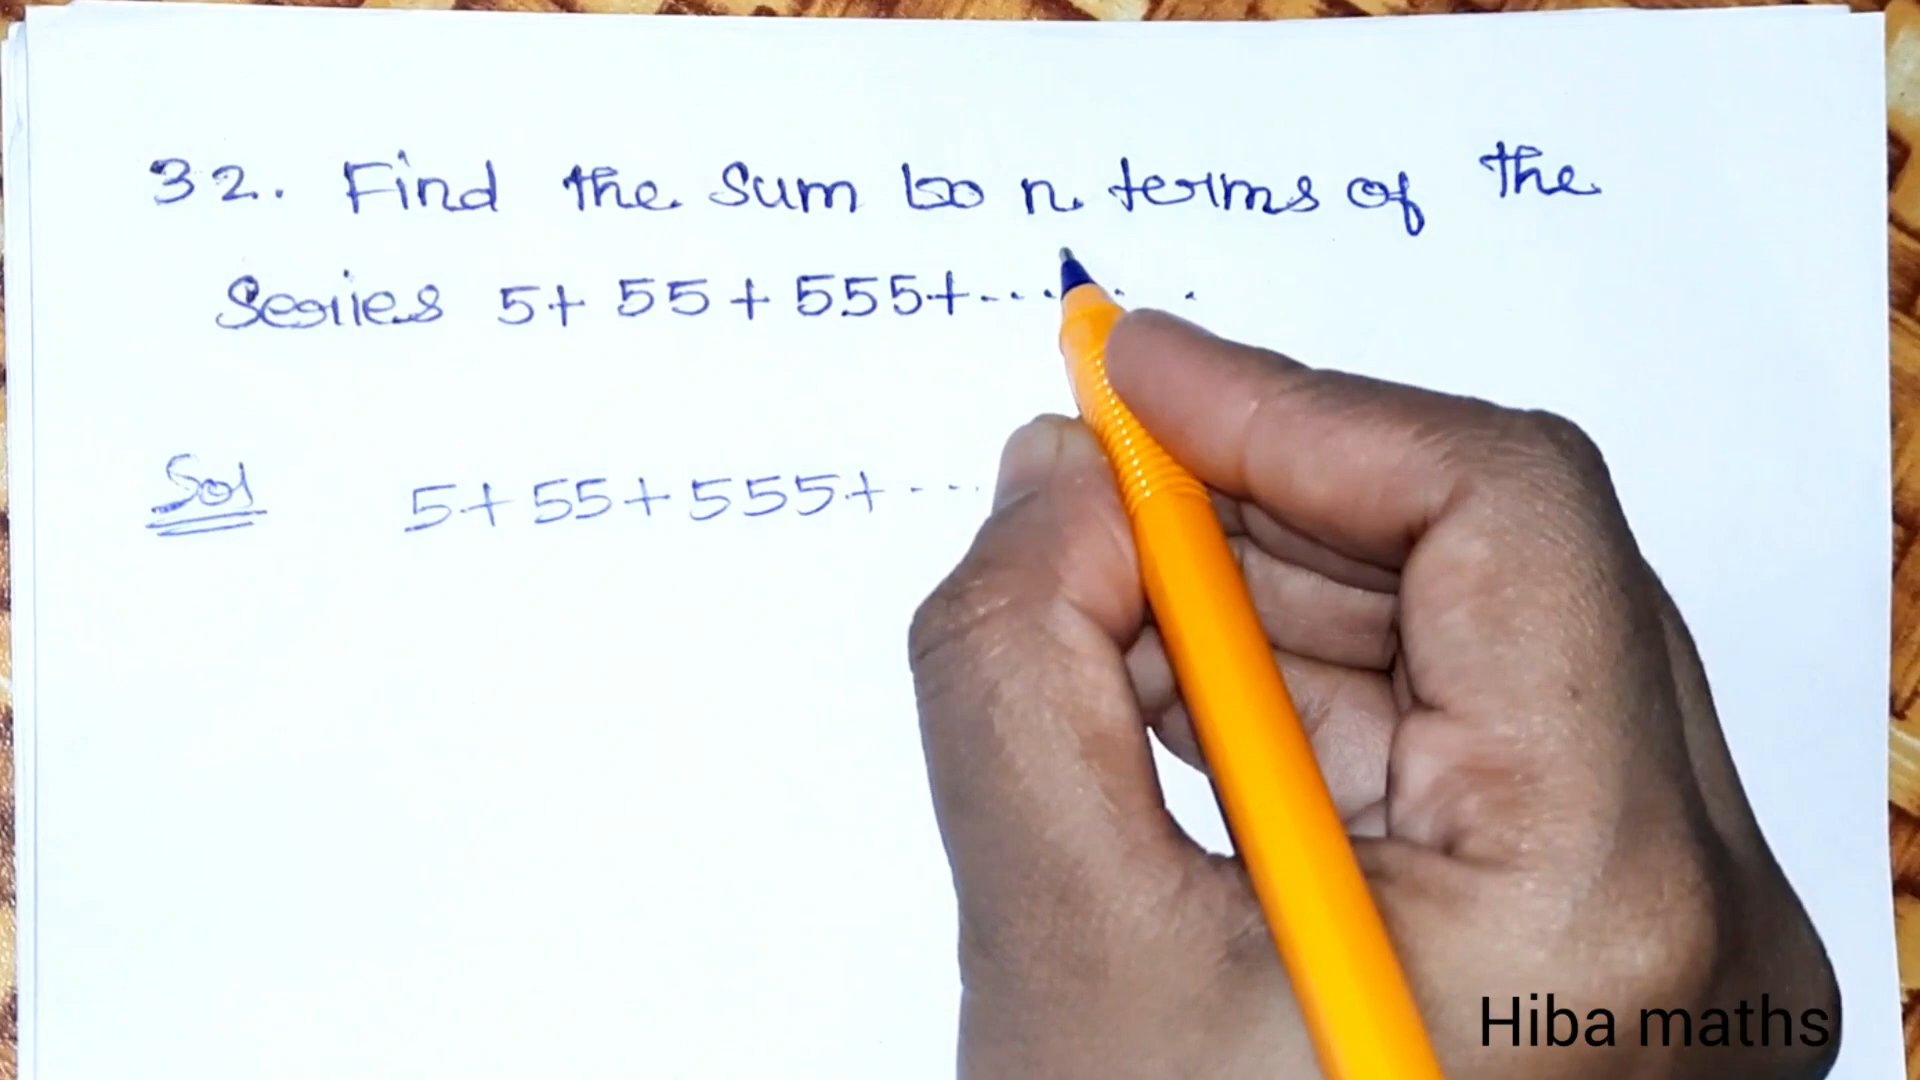 32. Find the sum to n terms of the
Series 5+ 55 + 555+.......
Sol 5+ 55 + 555+ ...
Hiba maths